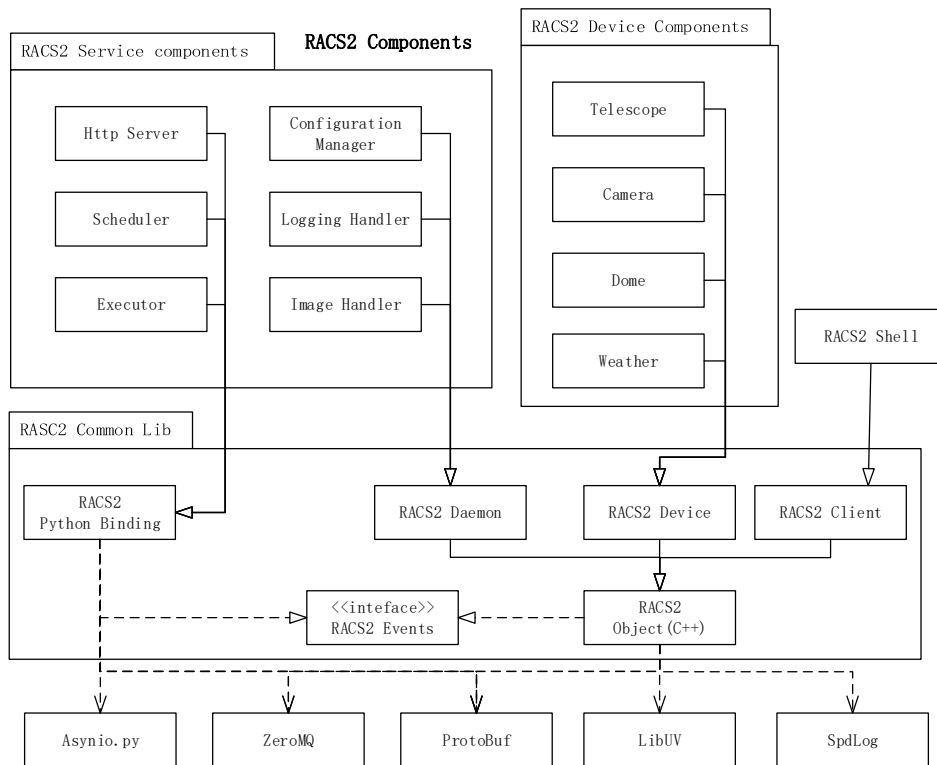 RACS2 Components
RACS2 Service components
Http Server
Scheduler
Executor
Configuration
Manager
Logging Handler
Image Handler
RACS2 Device Components
Telescope
Camera
Dome
Weather
RACS2 Shell
RASC2 Common Lib
RACS2
Python Binding
RACS2 Daemon
RACS2 Device
RACS2 Client
<<inteface>>
RACS2 Events
RACS2
Object(C++)
Asynio.py
ZeroMQ
ProtoBuf
LibUV
SpdLog